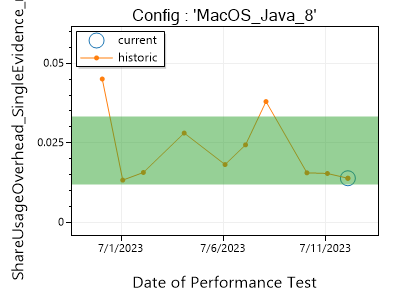 Config : 'MacOS_Java_8'
current
historic
0.05
0.025
0
7/1/2023
7/6/2023
7/11/2023
Date of Performance Test
ShareUsageOverhead_SingleEvidence_